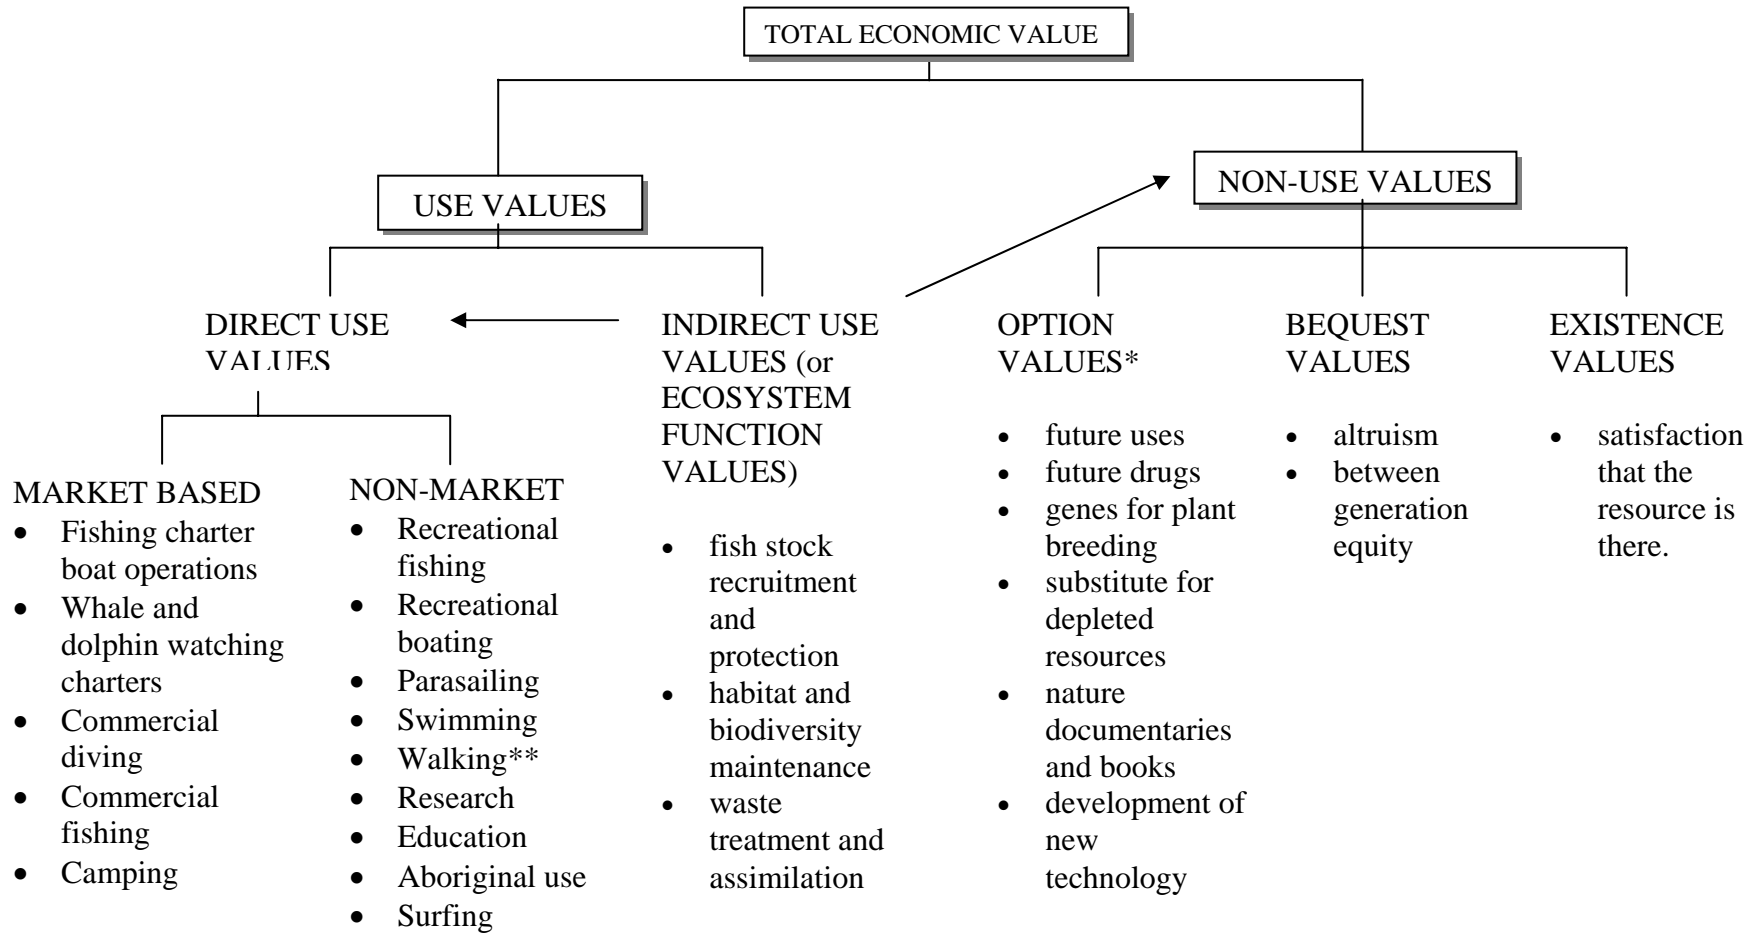 TOTAL ECONOMIC VALUE
USE VALUES
NON-USE VALUES
DIRECT USE
VALUES
MARKET BASED
• Fishing charter
boat operations
• Whale and
dolphin watching
charters
• Commercial
diving
• Commercial
fishing
• Camping
NON-MARKET
• Recreational
fishing
• Recreational
boating
• Parasailing
• Swimming
• Walking**
• Research
• Education
• Aboriginal use
• Surfing
INDIRECT USE
VALUES (or
ECOSYSTEM
FUNCTION
VALUES)
• fish stock
recruitment
and
protection
• habitat and
biodiversity
maintenance
• waste
treatment and
assimilation
OPTION
VALUES*
• future uses
• future drugs
• genes for plant
breeding
• substitute for
depleted
resources
• nature
documentaries
and books
• development of
new
technology
BEQUEST
VALUES
• altruism
• between
generation
equity
EXISTENCE
VALUES
• satisfaction
that the
resource is
there.